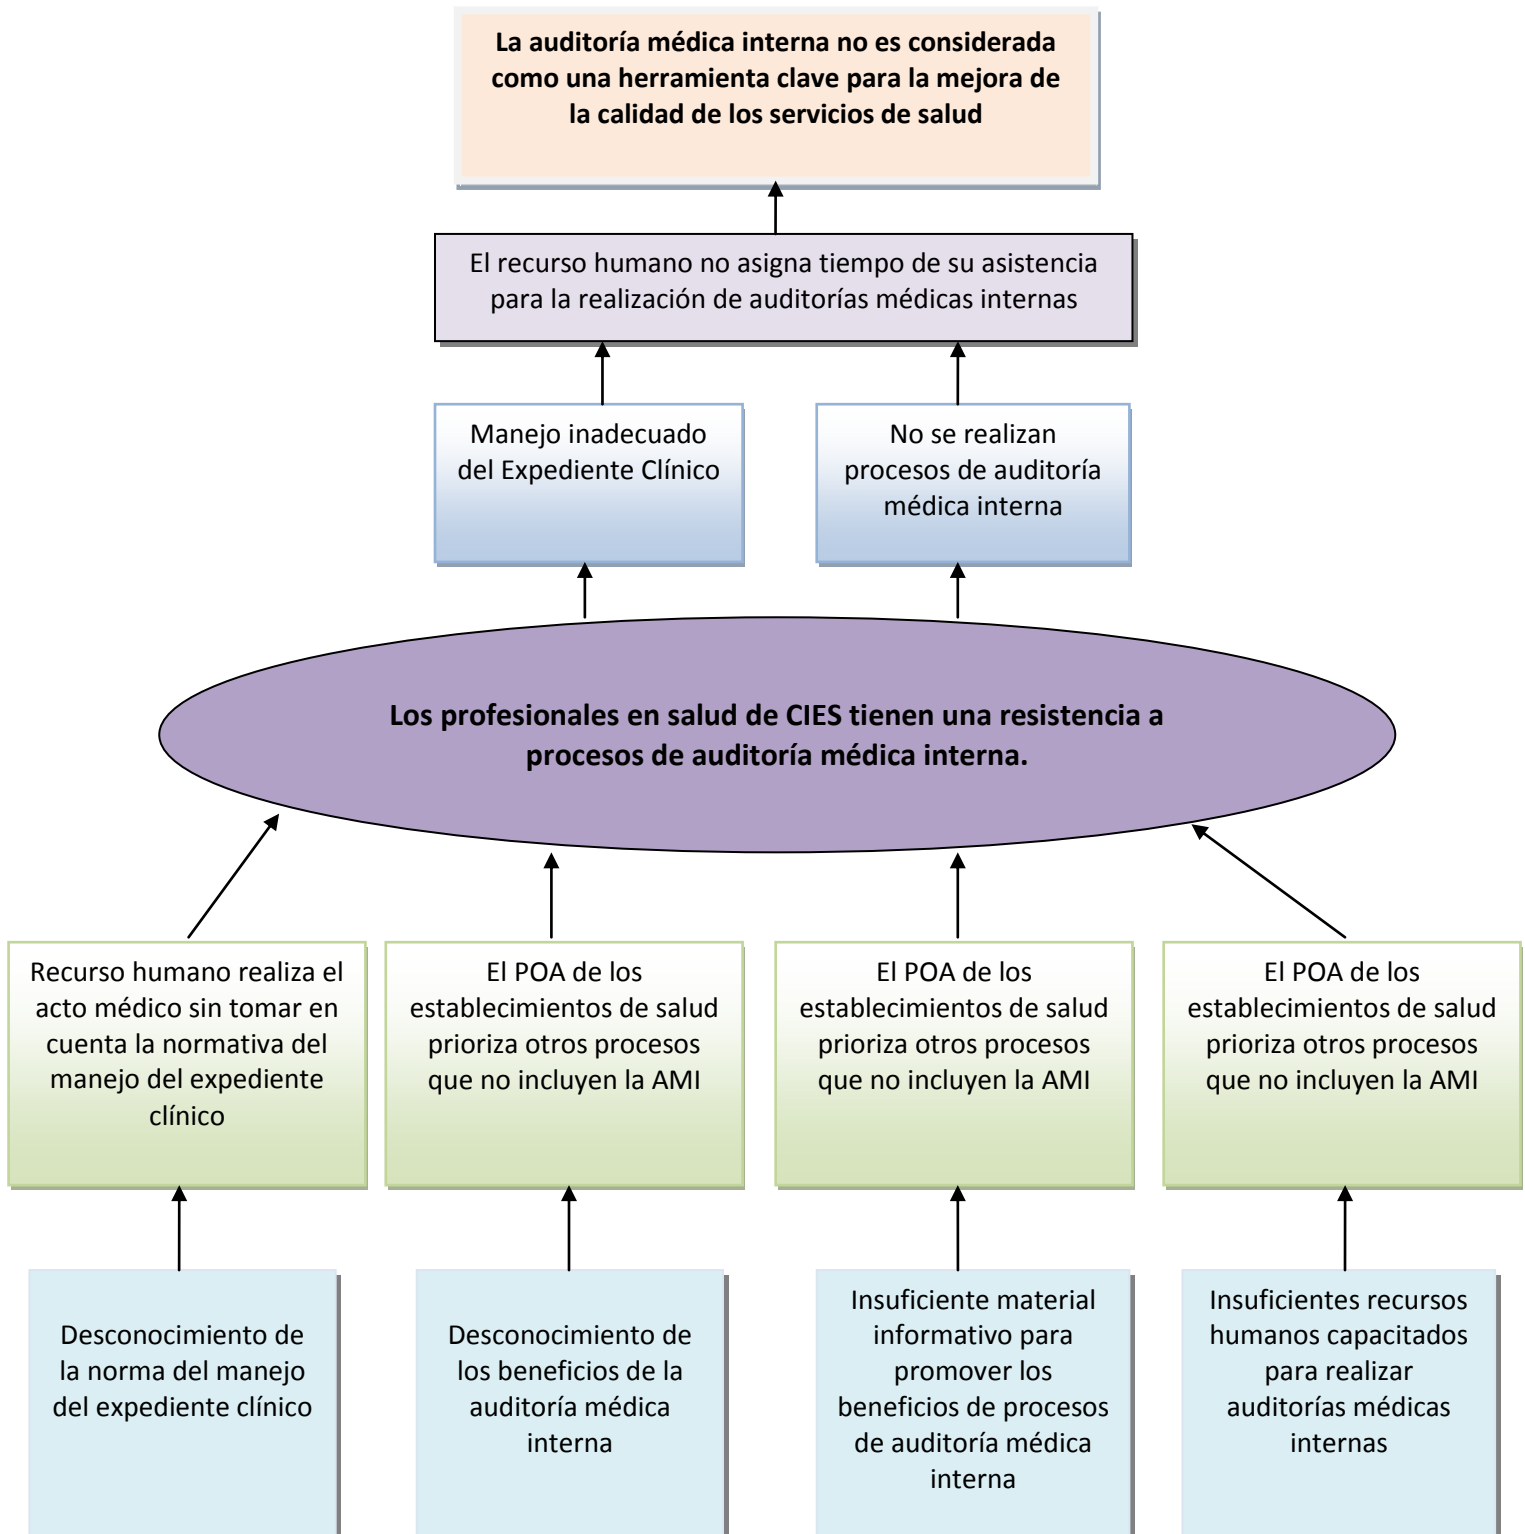 La auditoría médica interna no es considerada
como una herramienta clave para la mejora de
la calidad de los servicios de salud
El recurso humano no asigna tiempo de su asistencia
para la realización de auditorías médicas internas
Manejo inadecuado
del Expediente Clínico
No se realizan
procesos de auditoría
médica interna
Los profesionales en salud de CIES tienen una resistencia a
procesos de auditoría médica interna.
Recurso humano realiza el
acto médico sin tomar en
cuenta la normativa del
manejo del expediente
clínico
El POA de los
establecimientos de salud
prioriza otros procesos
que no incluyen la AMI
El POA de los
establecimientos de salud
prioriza otros procesos
que no incluyen la AMI
El POA de los
establecimientos de salud
prioriza otros procesos
que no incluyen la AMI
Desconocimiento de
la norma del manejo
del expediente clínico
Desconocimiento de
los beneficios de la
auditoría médica
interna
Insuficiente material
informativo para
promover los
beneficios de procesos
de auditoría médica
interna
Insuficientes recursos
humanos capacitados
para realizar
auditorías médicas
internas